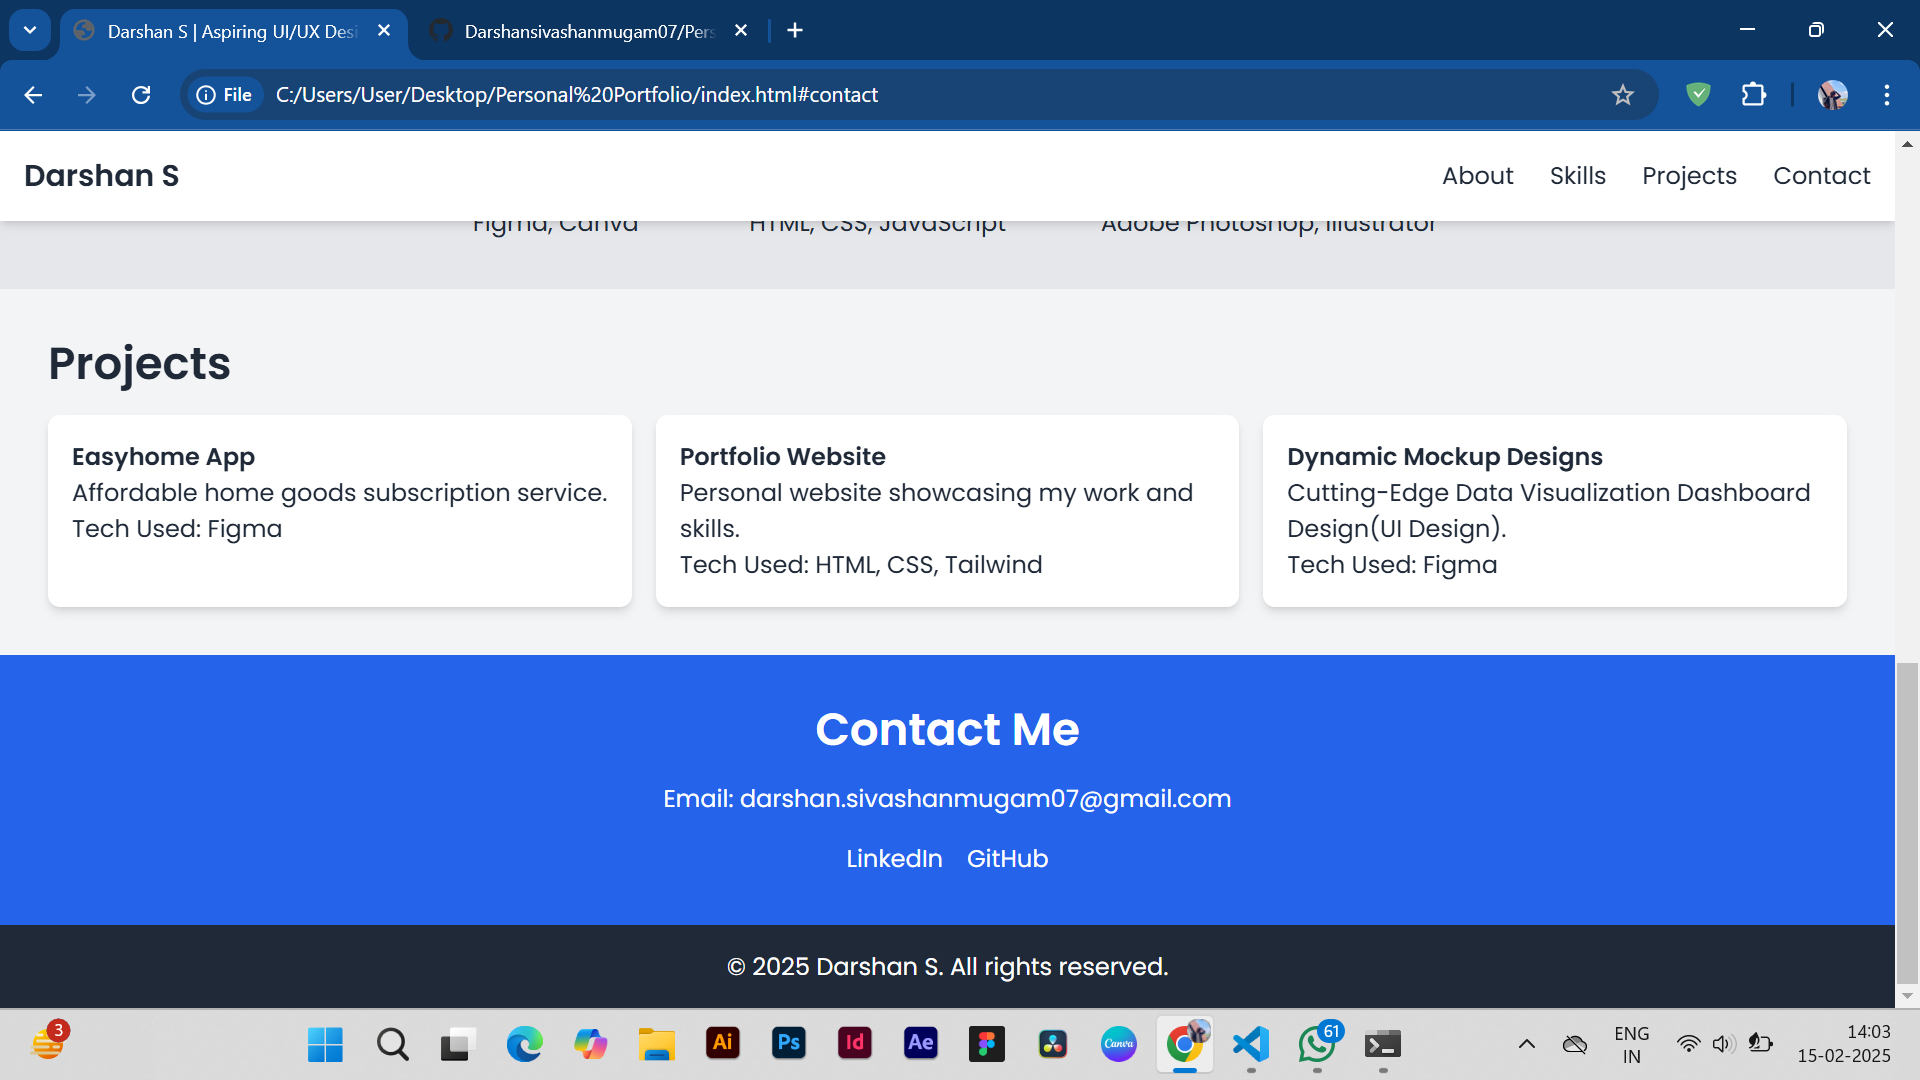 Darshan S | Aspiring UI/UX Desi
Darshansivashanmugam07/Pers
File
C:/Users/User/Desktop/Personal%20Portfolio/index.html#contact
Darshan S
About
Skills
Projects
Contact
Figma, Canva
HTML, CSS, JavaScript
Adobe Photoshop, Illustrator
Projects
Easyhome App
Affordable home goods subscription service.
Tech Used: Figma
Portfolio Website
Personal website showcasing my work and
skills.
Tech Used: HTML, CSS, Tailwind
Dynamic Mockup Designs
Cutting-Edge Data Visualization Dashboard
Design(UI Design).
Tech Used: Figma
Contact Me
Email: darshan.sivashanmugam07@gmail.com
LinkedIn GitHub
© 2025 Darshan S. All rights reserved.
3
Ai
Ps
Id
Ae
Canva
61
ENG
IN
14:03
15-02-2025